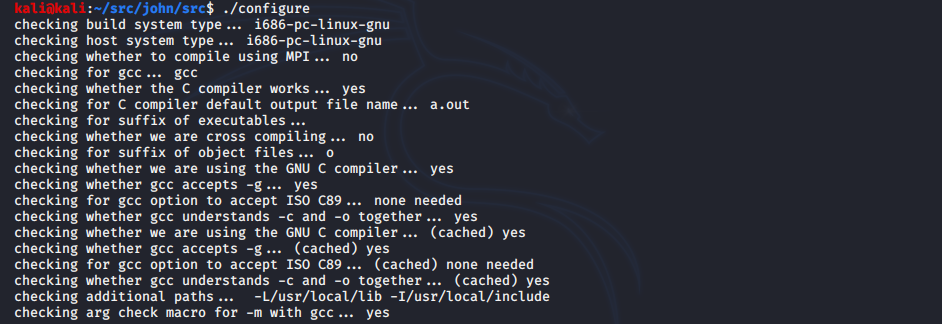 kali@kali:~/src/john/src$ ./configure
checking build system type... i686-pc-linux-gnu
checking host system type... i686-pc-linux-gnu
checking whether to compile using MPI... no
checking for gcc... gcc
checking whether the C compiler works... yes
checking for C compiler default output file name... a.out
checking for suffix of executables...
checking whether we are cross compiling... no
checking for suffix of object files... o
checking whether we are using the GNU C compiler... yes
checking whether gcc accepts -g... yes
checking for gcc option to accept ISO C89... none needed
checking whether gcc understands -c and -o together... yes
checking whether we are using the GNU C compiler... (cached) yes
checking whether gcc accepts -g... (cached) yes
checking for gcc option to accept ISO C89... (cached) none needed
checking whether gcc understands -c and -o together... (cached) yes
checking additional paths...  -L/usr/local/lib -I/usr/local/include
checking arg check macro for -m with gcc... yes